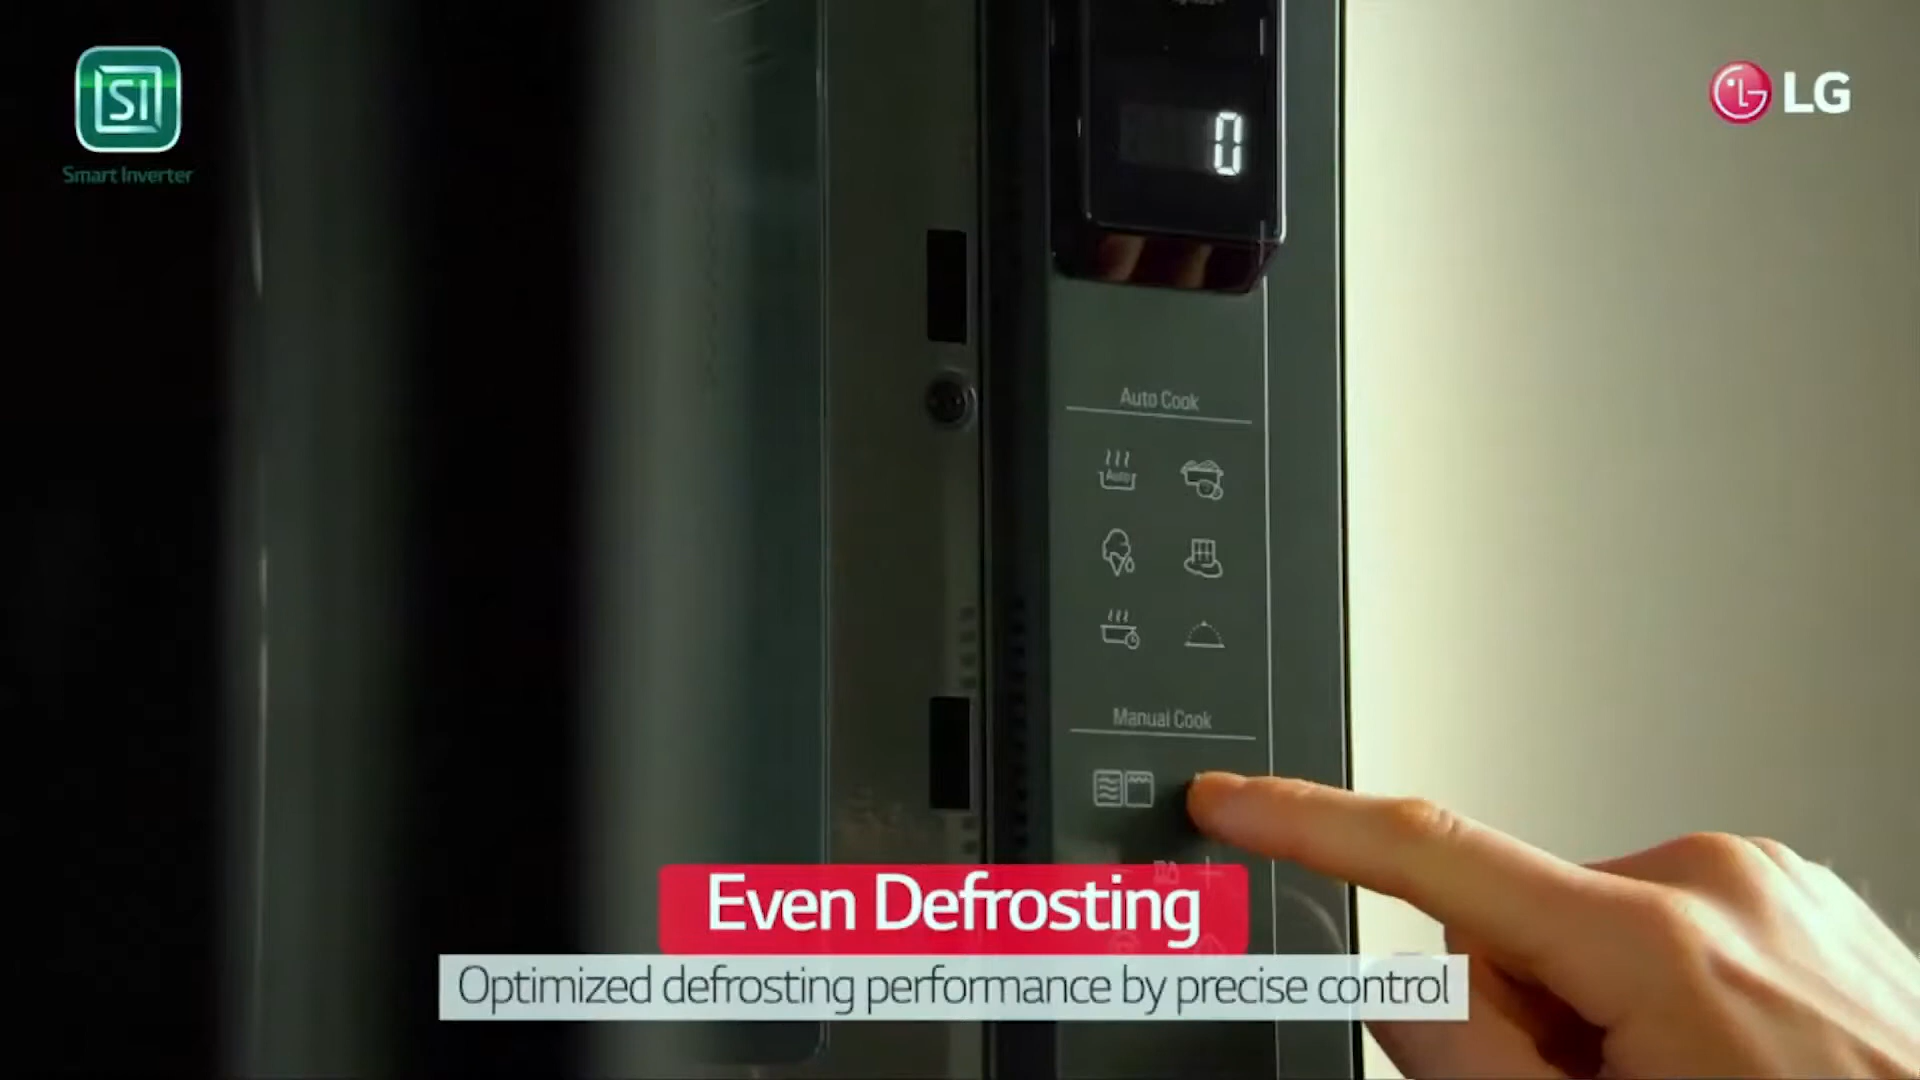 SI
Smart Inverter
LG
0
Auto Cook
Auto
Manual Cook
Even Defrosting
Optimized defrosting performance by precise control